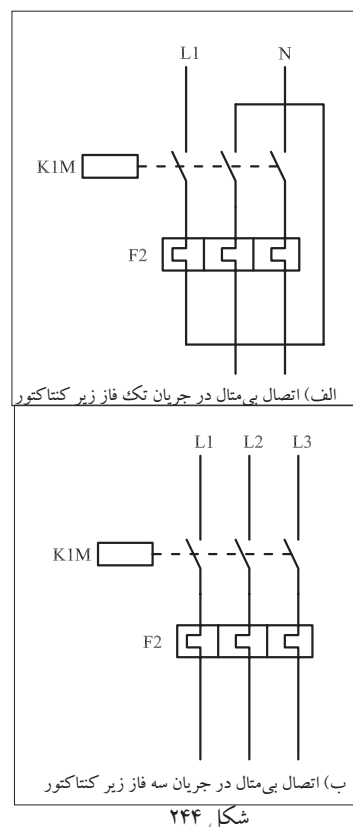 L1 N
K1M
F2
الف) اتصال بی‌متال در جریان تک فاز زیر کنتاکتور
L1 L2 L3
K1M
F2
ب) اتصال بی‌متال در جریان سه فاز زیر کنتاکتور
شکل ۲۴۴